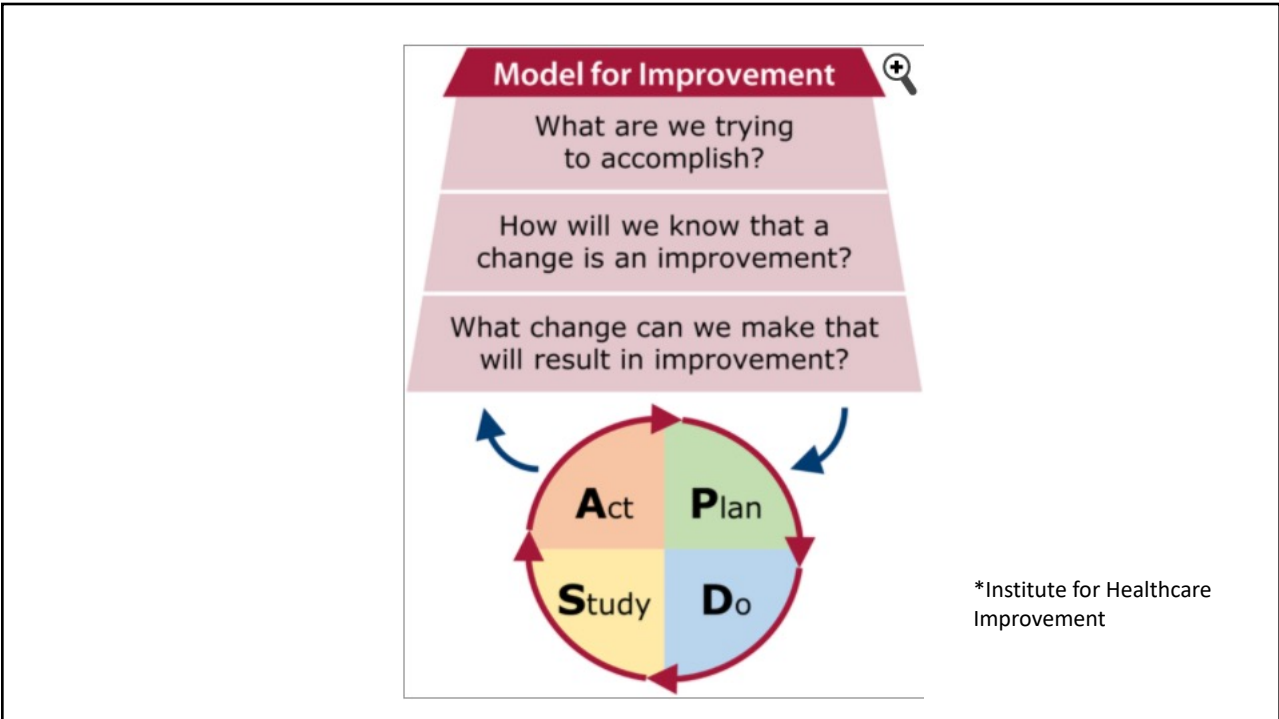 Model for Improvement
What are we trying
to accomplish?
How will we know that a
change is an improvement?
What change can we make that
will result in improvement?
Act
Plan
Study
Do
*Institute for Healthcare
Improvement